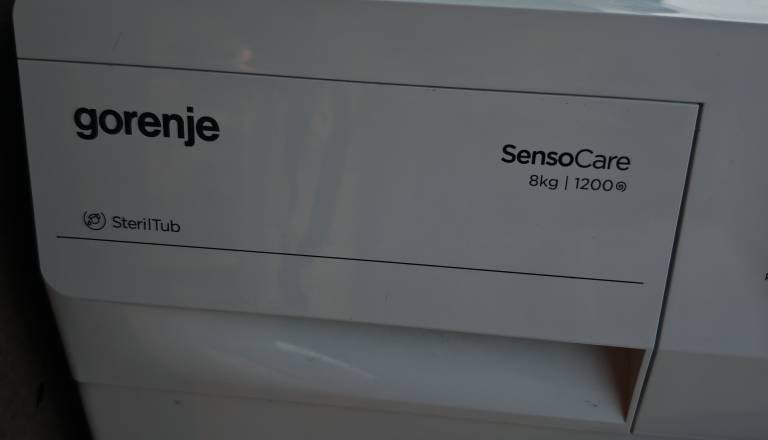 gorenje
SensoCare
8kg | 1200
SterilTub